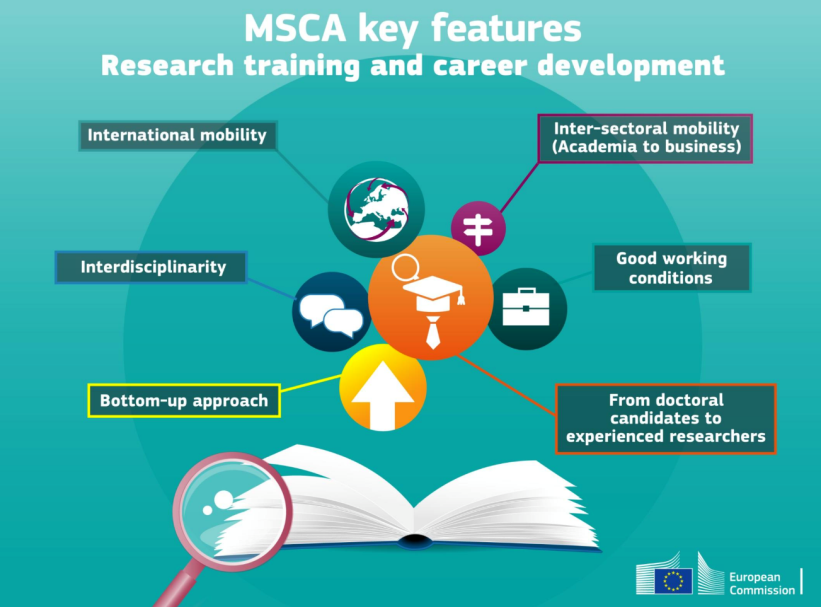 MSCA key features
Research training and career development
International mobility
Inter-sectoral mobility
(Academia to business)
Interdisciplinarity
Good working
conditions
Bottom-up approach
From doctoral
candidates to
experienced researchers
European
Commission